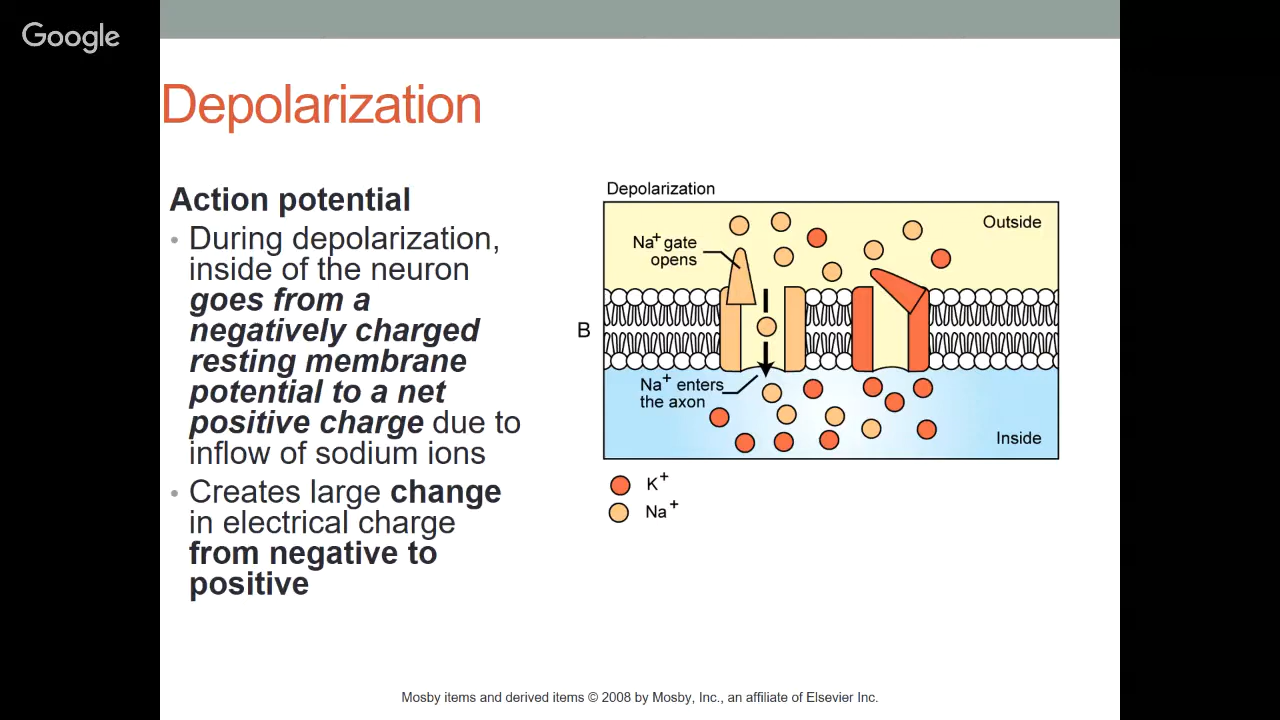 Google
Depolarization
Action potential
• During depolarization,
inside of the neuron
goes from a
negatively charged
resting membrane
potential to a net
positive charge due to
inflow of sodium ions
• Creates large change
in electrical charge
from negative to
positive
Depolarization
Outside
Na+ gate
opens
B
Na+ enters
the axon
Inside
K+
Na+
Mosby items and derived items © 2008 by Mosby, Inc., an affiliate of Elsevier Inc.